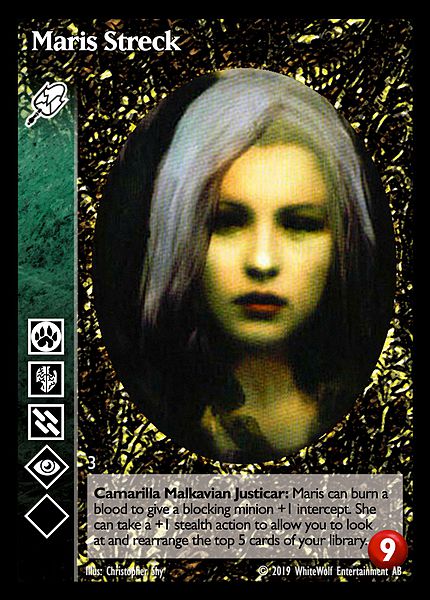 Maris Streck
3
Camarilla Malkavian Justicar: Maris can burn a
blood to give a blocking minion +1 intercept. She
can take a +1 stealth action to allow you to look
at and rearrange the top 5 cards of your library.
9
Illus: Christopher Shy
© 2019 WhiteWolf Entertainment AB